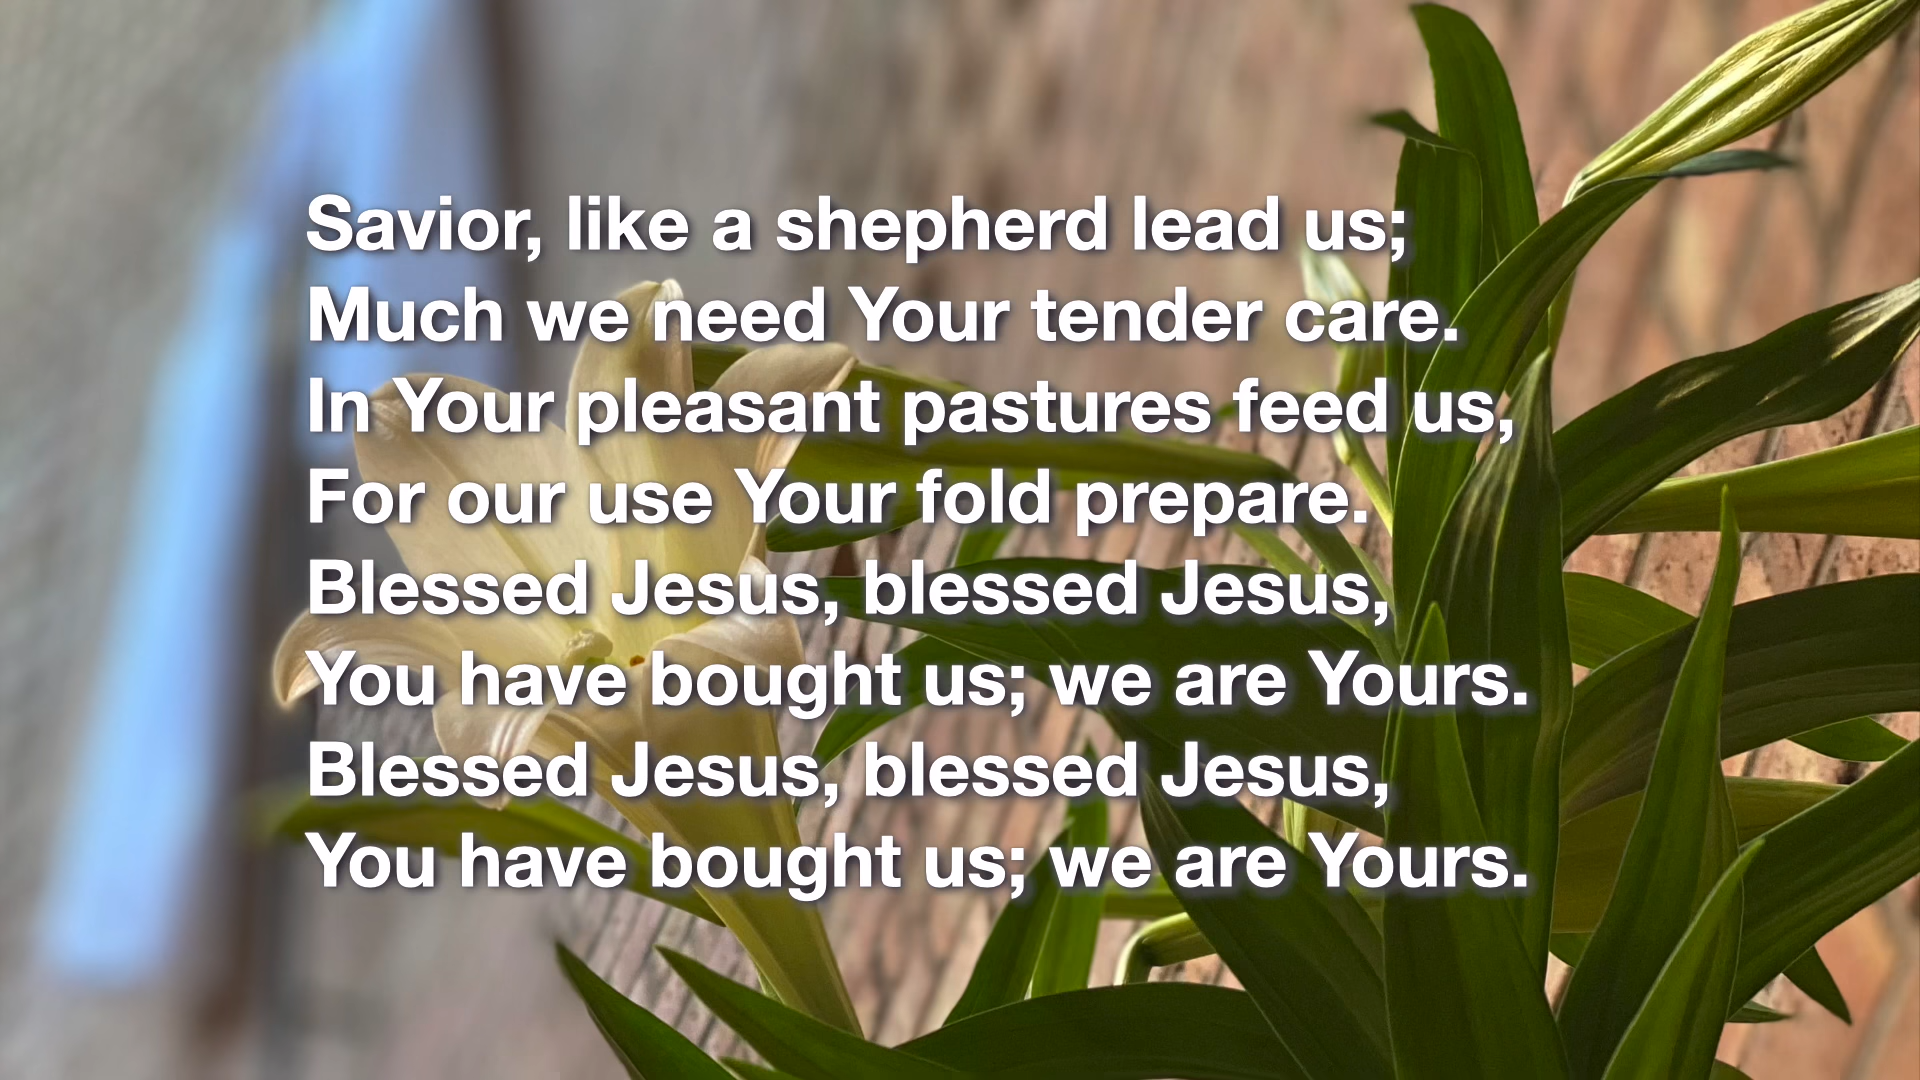 Savior, like a shepherd lead us;
Much we need Your tender care.
In Your pleasant pastures feed us,
For our use Your fold prepare.
Blessed Jesus, blessed Jesus,
You have bought us; we are Yours.
Blessed Jesus, blessed Jesus,
You have bought us; we are Yours.